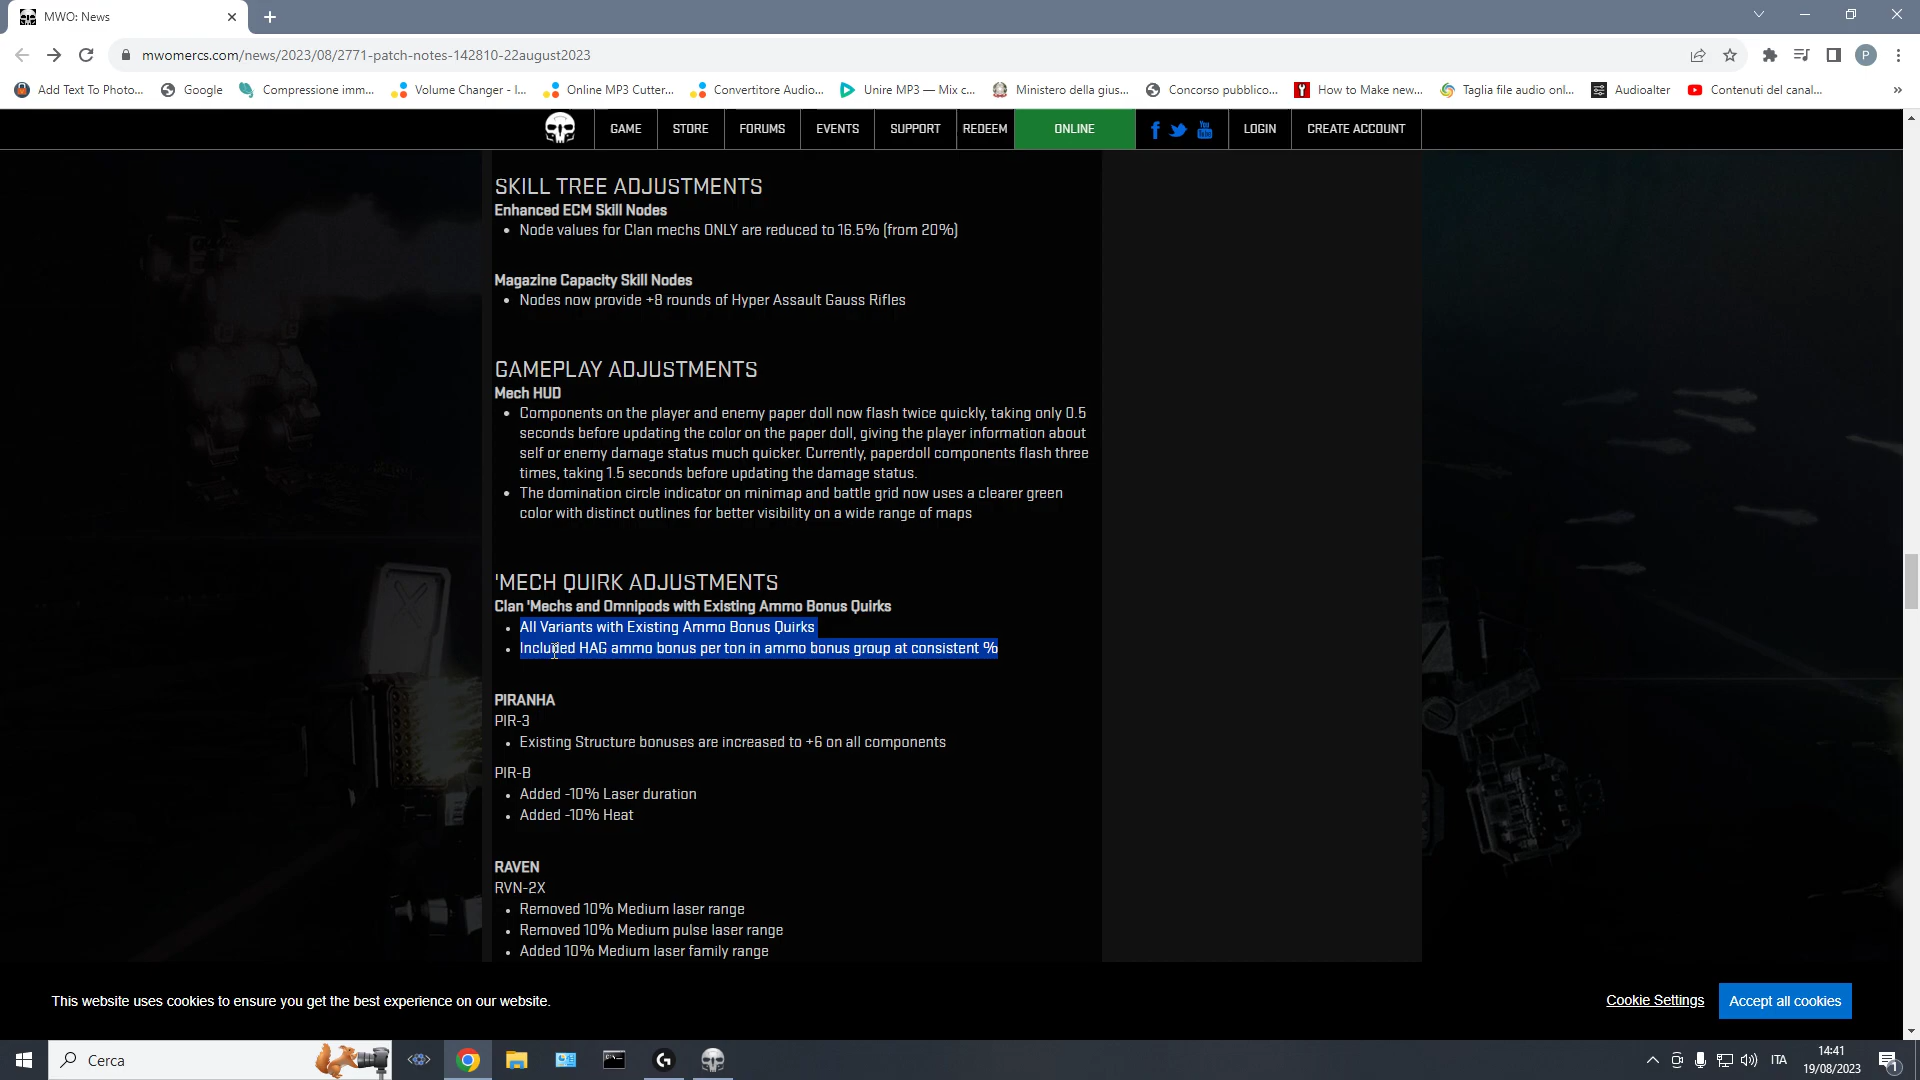 MWO: News
mwomercs.com/news/2023/08/2771-patch-notes-142810-22august2023
P
Add Text To Photo...
Google
Compressione imm...
Volume Changer - I...
Online MP3 Cutter...
Convertitore Audio...
Unire MP3 — Mix c...
Ministero della gius...
Concorso pubblico...
How to Make new...
Taglia file audio onl...
Audioalter
Contenuti del canal...
»
GAME
STORE
FORUMS
EVENTS
SUPPORT
REDEEM
ONLINE
LOGIN
CREATE ACCOUNT
SKILL TREE ADJUSTMENTS
Enhanced ECM Skill Nodes
• Node values for Clan mechs ONLY are reduced to 16.5% (from 20%)
Magazine Capacity Skill Nodes
• Nodes now provide +8 rounds of Hyper Assault Gauss Rifles
GAMEPLAY ADJUSTMENTS
Mech HUD
• Components on the player and enemy paper doll now flash twice quickly, taking only 0.5
seconds before updating the color on the paper doll, giving the player information about
self or enemy damage status much quicker. Currently, paperdoll components flash three
times, taking 1.5 seconds before updating the damage status.
• The domination circle indicator on minimap and battle grid now uses a clearer green
color with distinct outlines for better visibility on a wide range of maps
'MECH QUIRK ADJUSTMENTS
Clan 'Mechs and Omnipods with Existing Ammo Bonus Quirks
• All Variants with Existing Ammo Bonus Quirks
• Included HAG ammo bonus per ton in ammo bonus group at consistent %
PIRANHA
PIR-3
• Existing Structure bonuses are increased to +6 on all components
PIR-B
• Added -10% Laser duration
• Added -10% Heat
RAVEN
RVN-2X
• Removed 10% Medium laser range
• Removed 10% Medium pulse laser range
• Added 10% Medium laser family range
This website uses cookies to ensure you get the best experience on our website.
Cookie Settings
Accept all cookies
Cerca
ITA
14:41
19/08/2023
1